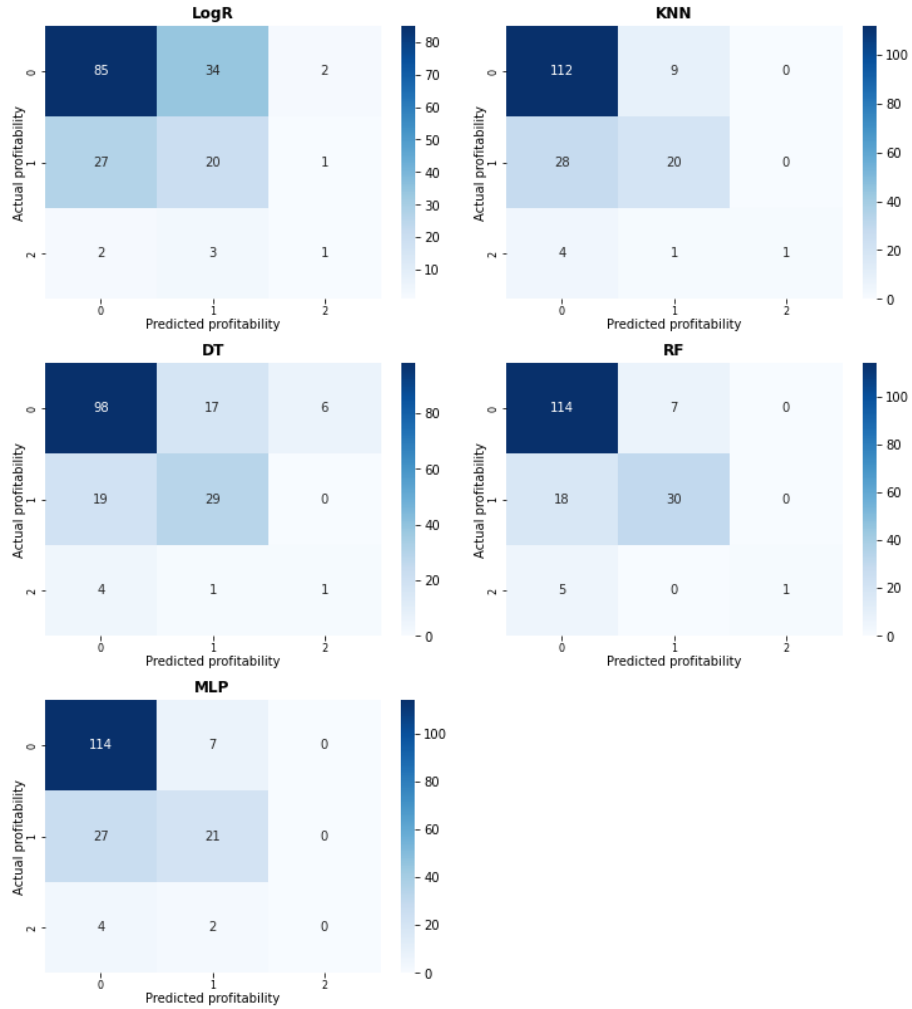 LogR
Actual profitability
0
1
2
85 34 2
27 20 1
2 3 1
0 1 2
Predicted profitability
80
70
60
50
40
30
20
10
KNN
Actual profitability
0
1
2
112 9 0
28 20 0
4 1 1
0 1 2
Predicted profitability
100
80
60
40
20
0
DT
Actual profitability
0
1
2
98 17 6
19 29 0
4 1 1
0 1 2
Predicted profitability
80
60
40
20
0
RF
Actual profitability
0
1
2
114 7 0
18 30 0
5 0 1
0 1 2
Predicted profitability
100
80
60
40
20
0
MLP
Actual profitability
0
1
2
114 7 0
27 21 0
4 2 0
0 1 2
Predicted profitability
100
80
60
40
20
0